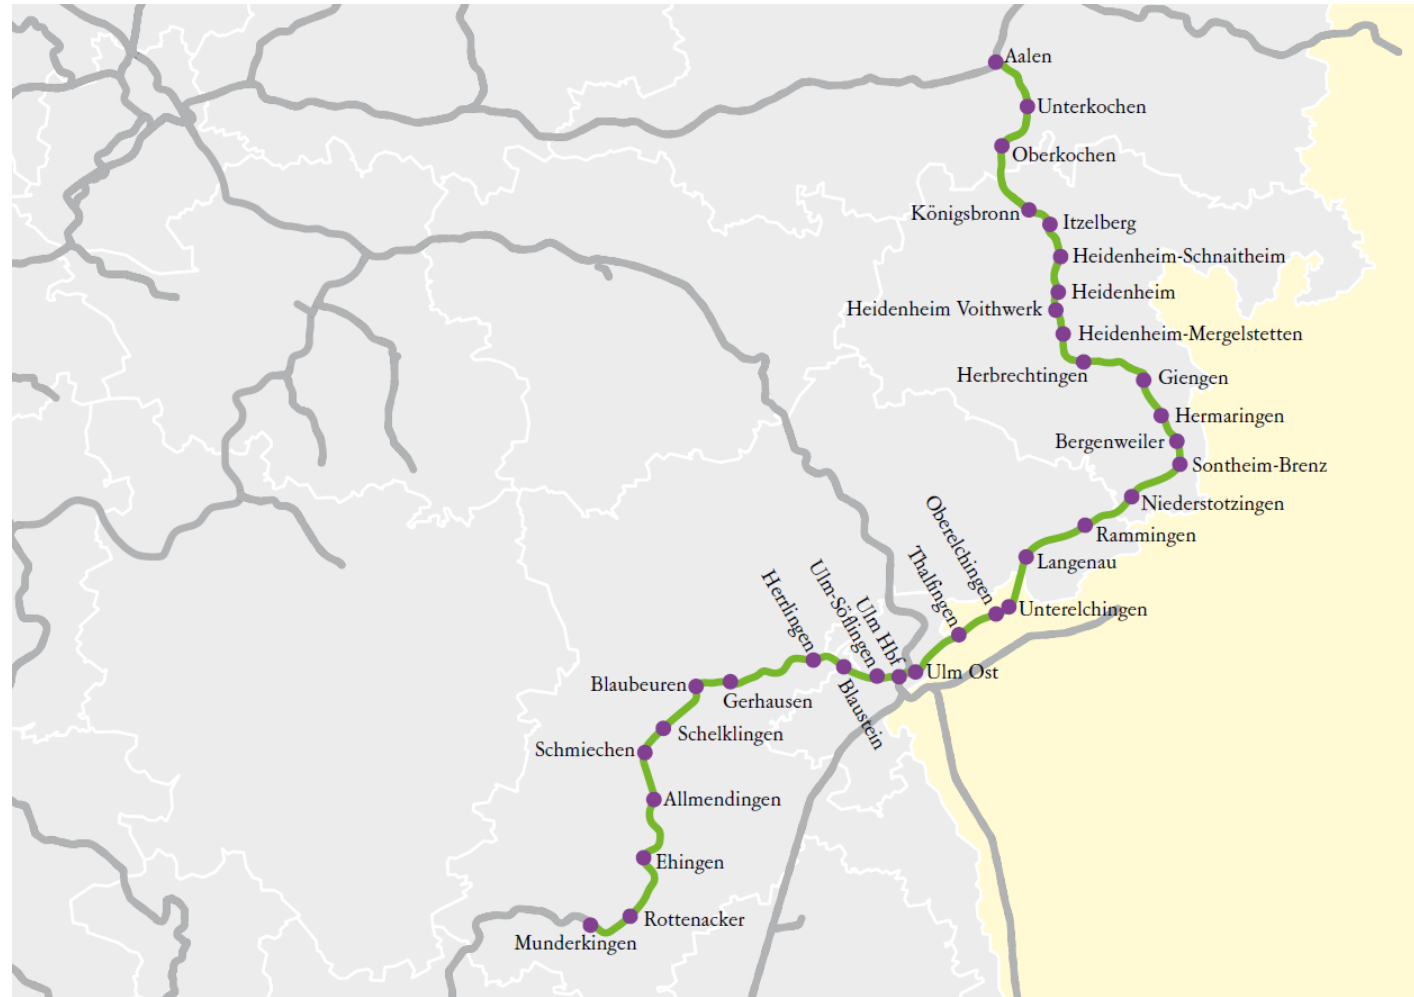 Aalen
Unterkochen
Oberkochen
Königsbronn
Itzelberg
Heidenheim-Schnaitheim
Heidenheim
Heidenheim Voithwerk
Heidenheim-Mergelstetten
Herbrechtingen
Giengen
Hermaringen
Bergenweiler
Sontheim-Brenz
Niederstotzingen
Rammingen
Langenau
Unterelchingen
Oberelchingen
Thalfingen
Ulm Ost
Ulm Hbf
Ulm-Söflingen
Blaustein
Herrlingen
Gerhausen
Blaubeuren
Schelklingen
Schmiechen
Allmendingen
Ehingen
Rottenacker
Munderkingen